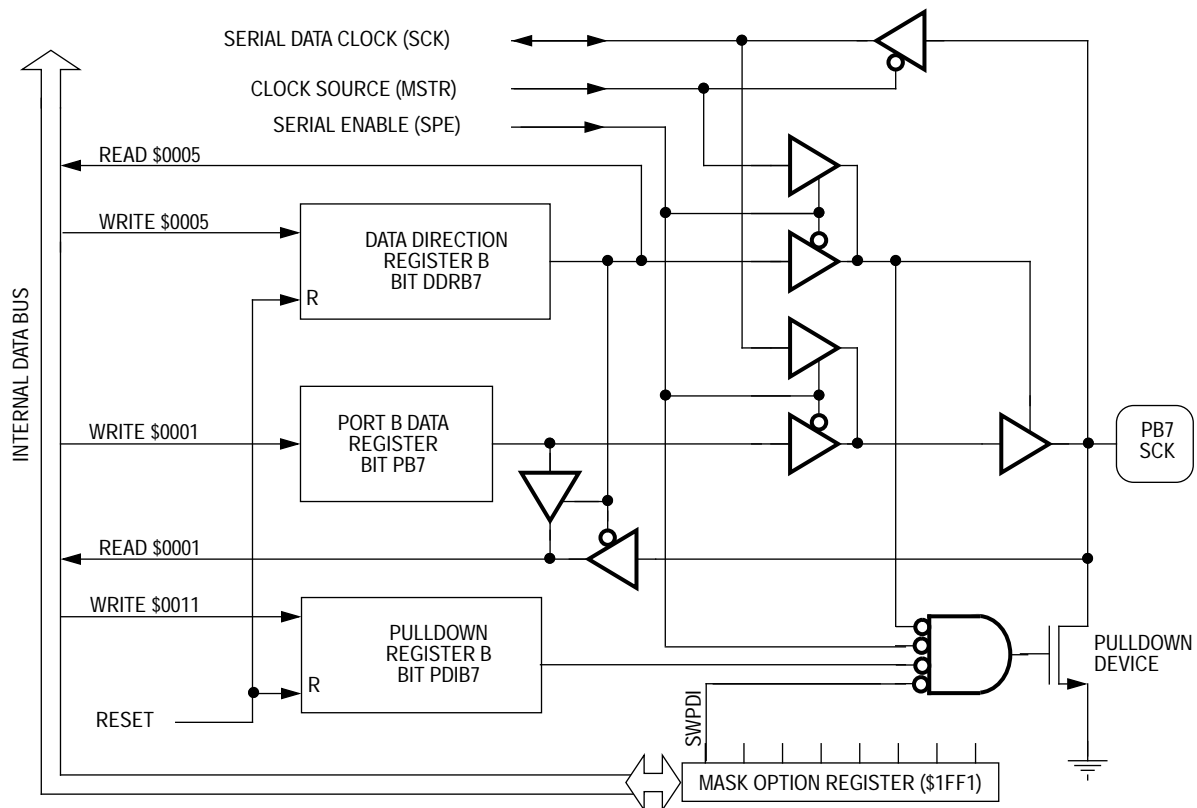 SERIAL DATA CLOCK (SCK)
CLOCK SOURCE (MSTR)
SERIAL ENABLE (SPE)
READ $0005
WRITE $0005
DATA DIRECTION
REGISTER B
BIT DDRB7
R
INTERNAL DATA BUS
WRITE $0001
PORT B DATA
REGISTER
BIT PB7
PB7
SCK
READ $0001
WRITE $0011
PULLDOWN
REGISTER B
BIT PDIB7
R
PULLDOWN
DEVICE
RESET
SWPDI
MASK OPTION REGISTER ($1FF1)